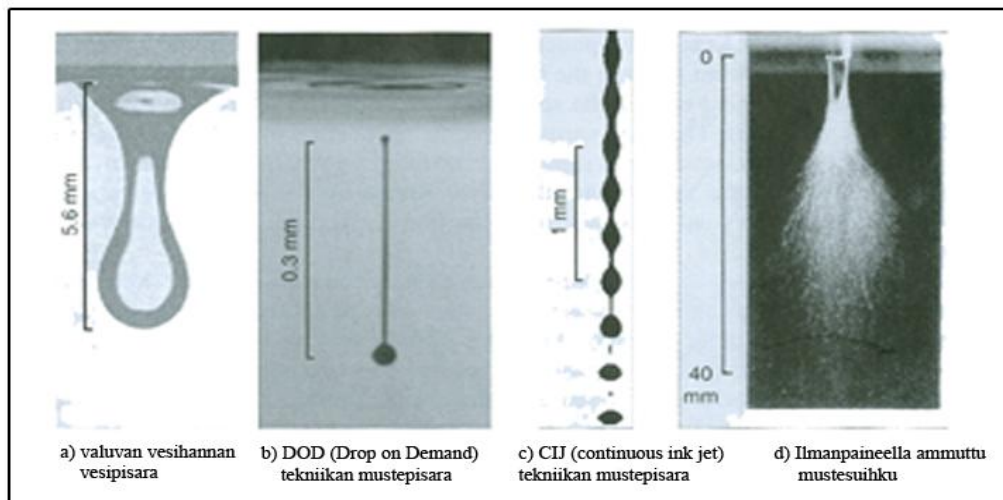 5.6 mm
0.3 mm
1 mm
0
40
mm
a) valuvan vesihannan
vesipisara
b) DOD (Drop on Demand)
tekniikan mustepisara
c) CIJ (continuous ink jet)
tekniikan mustepisara
d) Ilmanpaineella ammuttu
mustesuihku